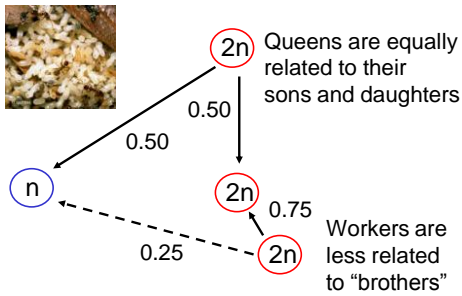 2n
Queens are equally
related to their
sons and daughters
0.50
0.50
n
2n
0.75
2n
0.25
Workers are
less related
to “brothers”